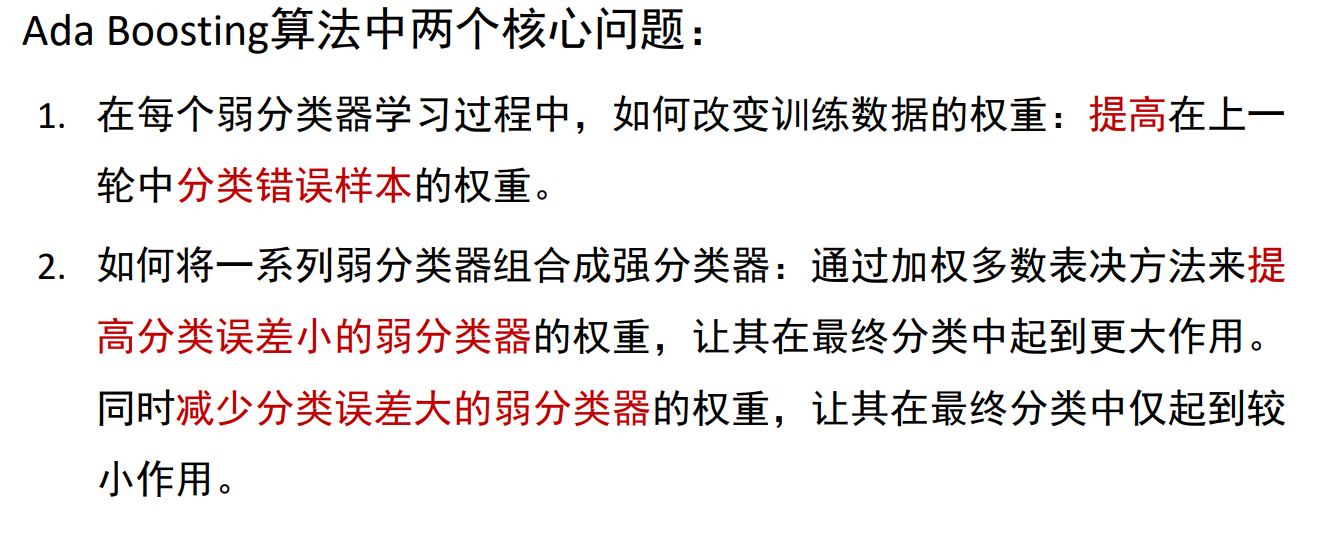 Ada Boosting算法中两个核心问题：
1. 在每个弱分类器学习过程中，如何改变训练数据的权重：提高在上一
轮中分类错误样本的权重。
2. 如何将一系列弱分类器组合成强分类器：通过加权多数表决方法来提
高分类误差小的弱分类器的权重，让其在最终分类中起到更大作用。
同时减少分类误差大的弱分类器的权重，让其在最终分类中仅起到较
小作用。